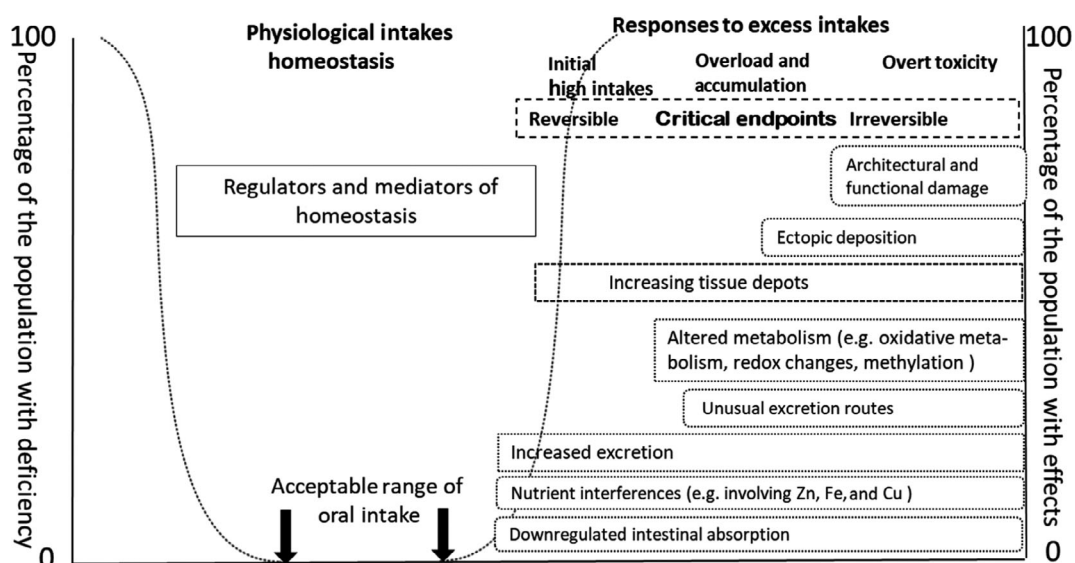 100
Percentage of the population with deficiency
0
Physiological intakes
homeostasis
Regulators and mediators of
homeostasis
Acceptable range of
oral intake
Responses to excess intakes
Initial
high intakes
Overload and
accumulation
Overt toxicity
Reversible
Critical endpoints
Irreversible
Architectural and
functional damage
Ectopic deposition
Increasing tissue depots
Altered metabolism (e.g. oxidative meta-
bolism, redox changes, methylation )
Unusual excretion routes
Increased excretion
Nutrient interferences (e.g. involving Zn, Fe, and Cu )
Downregulated intestinal absorption
100
Percentage of the population with effects
0